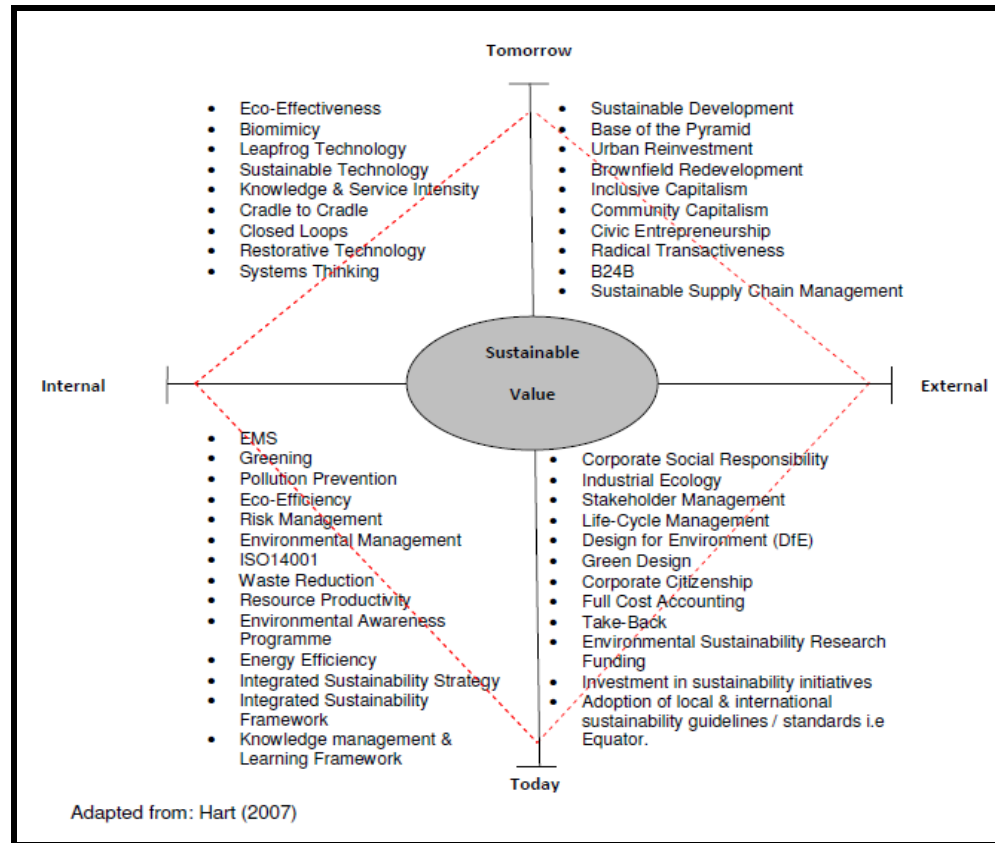 Tomorrow
• Eco-Effectiveness
• Biomimicy
• Leapfrog Technology
• Sustainable Technology
• Knowledge & Service Intensity
• Cradle to Cradle
• Closed Loops
• Restorative Technology
• Systems Thinking
• Sustainable Development
• Base of the Pyramid
• Urban Reinvestment
• Brownfield Redevelopment
• Inclusive Capitalism
• Community Capitalism
• Civic Entrepreneurship
• Radical Transactiveness
• B24B
• Sustainable Supply Chain Management
Internal
Sustainable
Value
External
• EMS
• Greening
• Pollution Prevention
• Eco-Efficiency
• Risk Management
• Environmental Management
• ISO14001
• Waste Reduction
• Resource Productivity
• Environmental Awareness
Programme
• Energy Efficiency
• Integrated Sustainability Strategy
• Integrated Sustainability
Framework
• Knowledge management &
Learning Framework
• Corporate Social Responsibility
• Industrial Ecology
• Stakeholder Management
• Life-Cycle Management
• Design for Environment (DfE)
• Green Design
• Corporate Citizenship
• Full Cost Accounting
• Take-Back
• Environmental Sustainability Research
Funding
• Investment in sustainability initiatives
• Adoption of local & international
sustainability guidelines / standards i.e
Equator.
Today
Adapted from: Hart (2007)